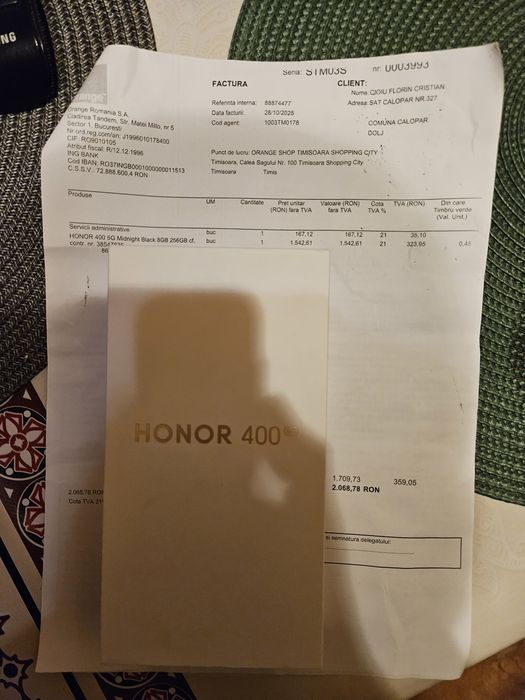 NG
Seria: STM03S nr: 0003993
FACTURA CLIENT:
Nume: CIOIU FLORIN CRISTIAN
Referinta interna: 88874477 Adresa: SAT CALOPAR NR.327
Data facturii: 28/10/2025
Cod agent: 1003TM0178 COMUNA CALOPAR
DOLJ
Orange Romania S.A.
Cladirea Tandem, Str. Matei Millo, nr 5
Sector 1, Bucuresti
Nr.ord.reg.com/an: J1996010178400
CIF: RO9010105
Atribut fiscal: R/12.12.1996
ING BANK
Cod IBAN: RO37INGB0001000000011513
C.S.S.V.: 72.888.600,4 RON
Punct de lucru: ORANGE SHOP TIMISOARA SHOPPING CITY
Timisoara, Calea Sagului Nr. 100 Timisoara Shopping City
Timisoara Timis
Produse UM Cantitate Pret unitar (RON) fara TVA Valoare (RON) fara TVA Cota TVA % TVA (RON) Din care Timbru verde (Val. Unit.)
Servicii administrative buc 1 167,12 167,12 21 35,10
HONOR 400 5G Midnight Black 8GB 256GB cf. buc 1 1.542,61 1.542,61 21 323,95 0,45
contr. nr.
86
HONOR 400
1.709,73 359,05
2.068,78 RON
2.068,78 RON
Cota TVA 21
si semnatura delegatului: